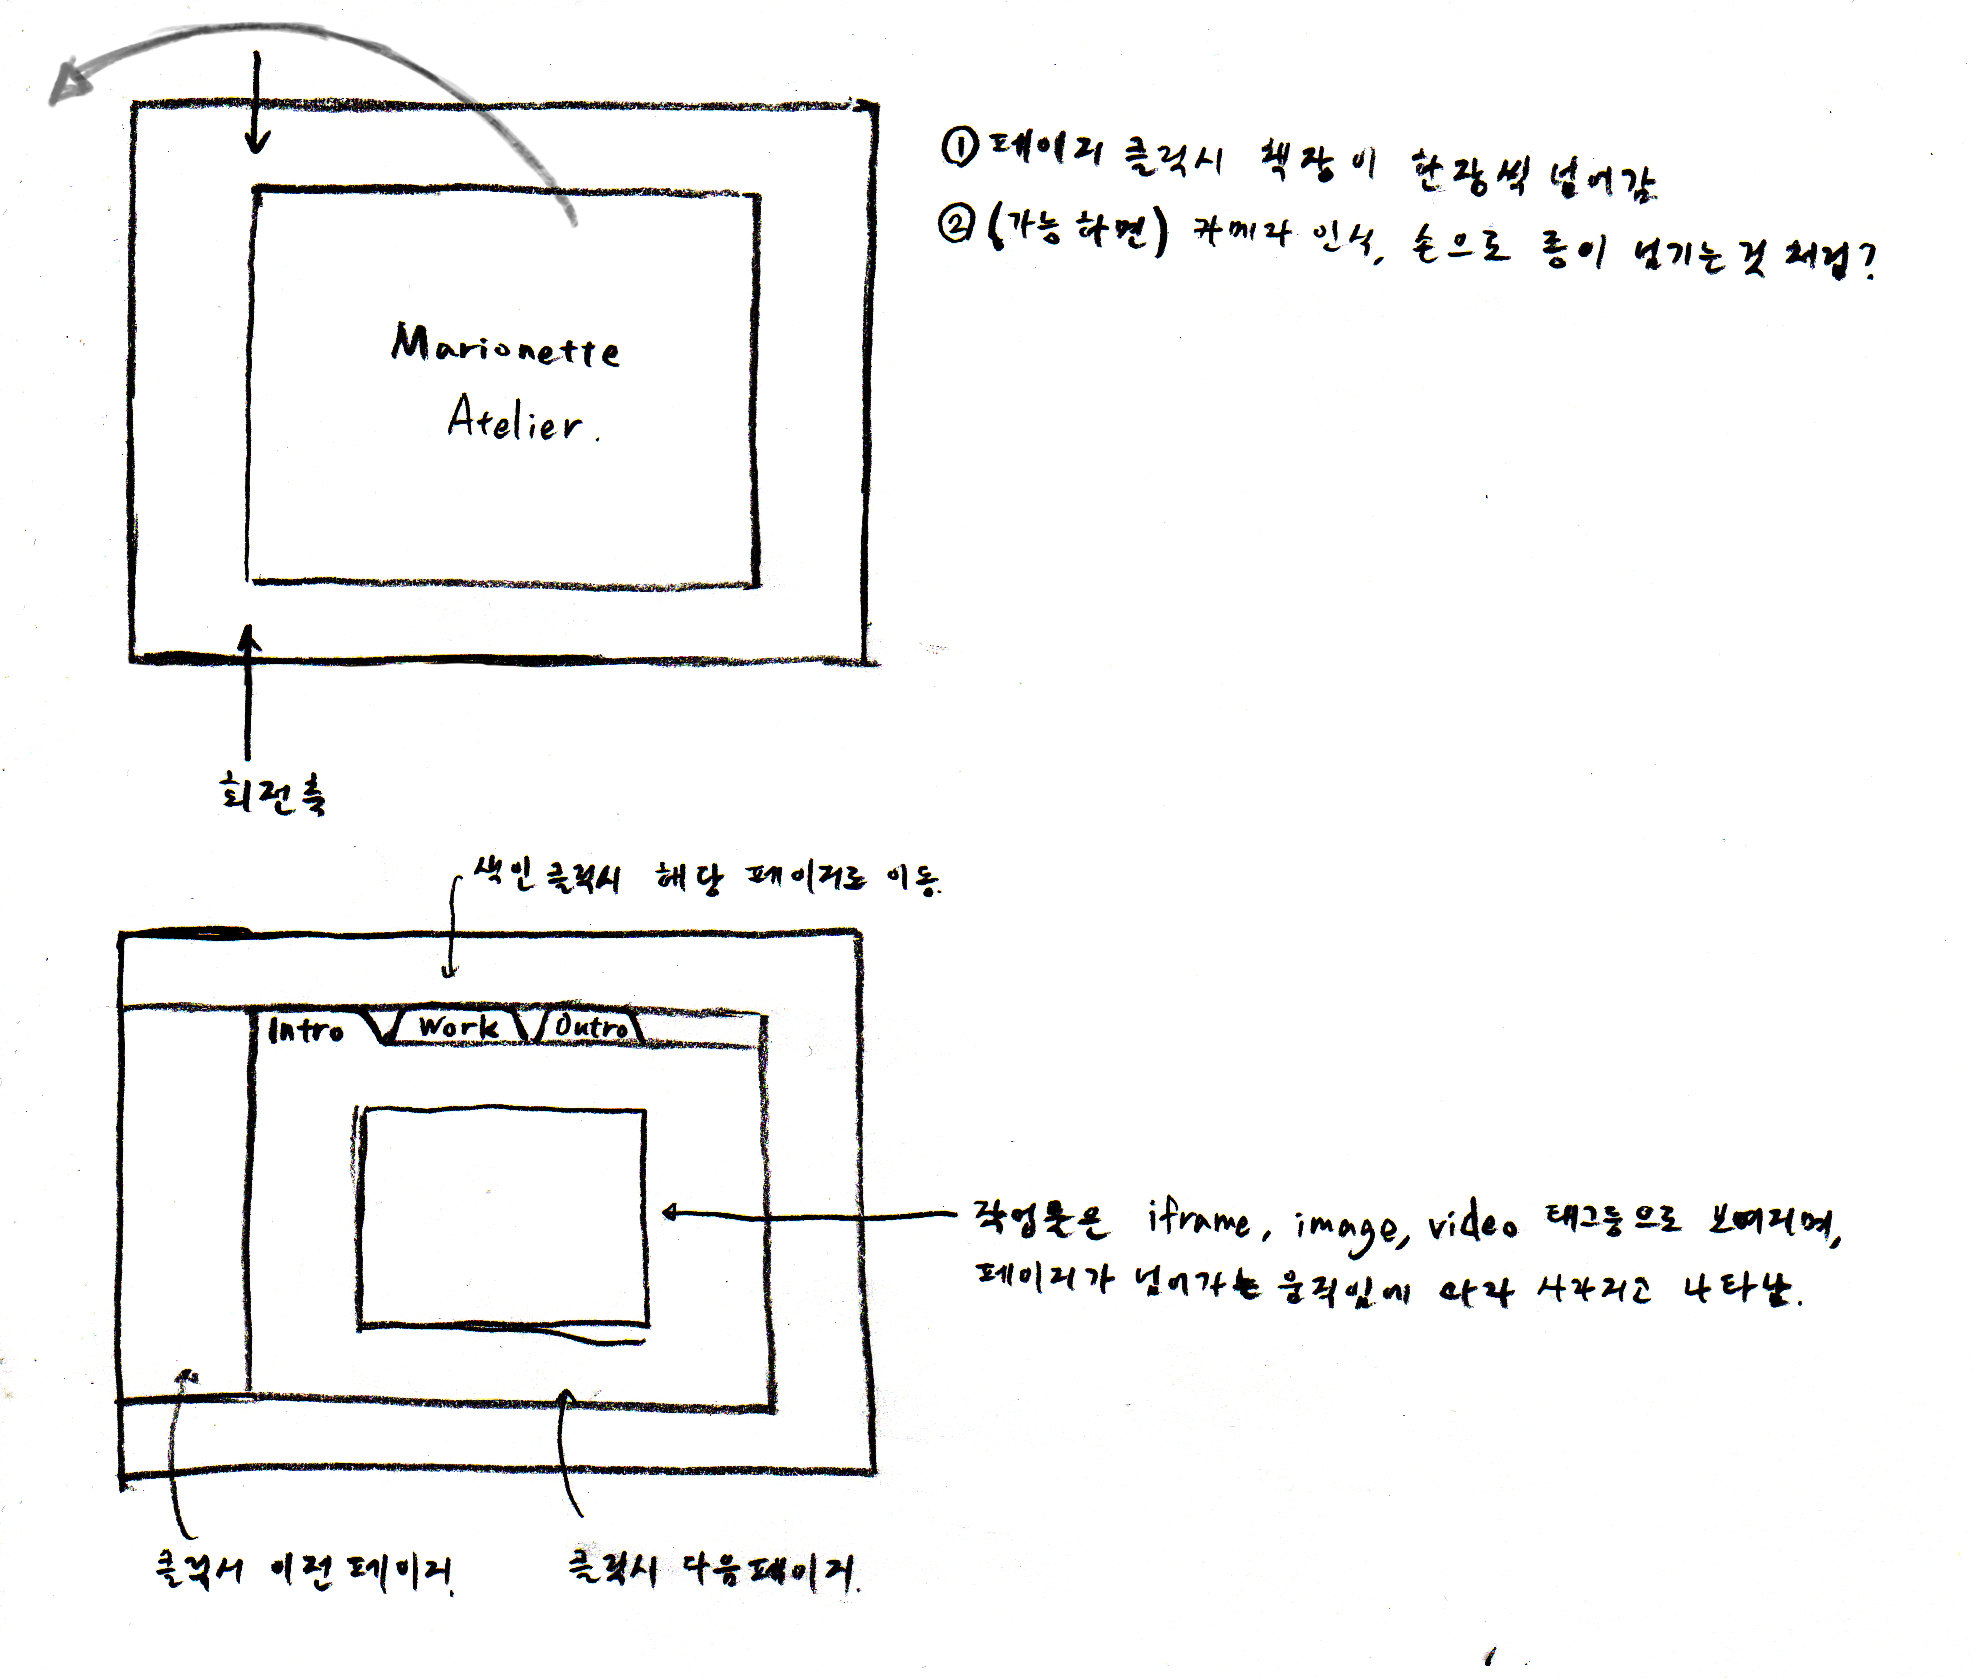 ① 페이지 클릭시 책장이 한장씩 넘어감
② (가능하면) 카메라 인식, 손으로 종이 넘기는것 처럼?
Marionette
Atelier.
회전축
색인 클릭시 해당 페이지로 이동.
Intro Work Outro
작업물은 iframe, image, video 태그등으로 보여지며,
페이지가 넘어가는 움직임에 따라 사라지고 나타남.
클릭시 이전 페이지.
클릭시 다음 페이지.